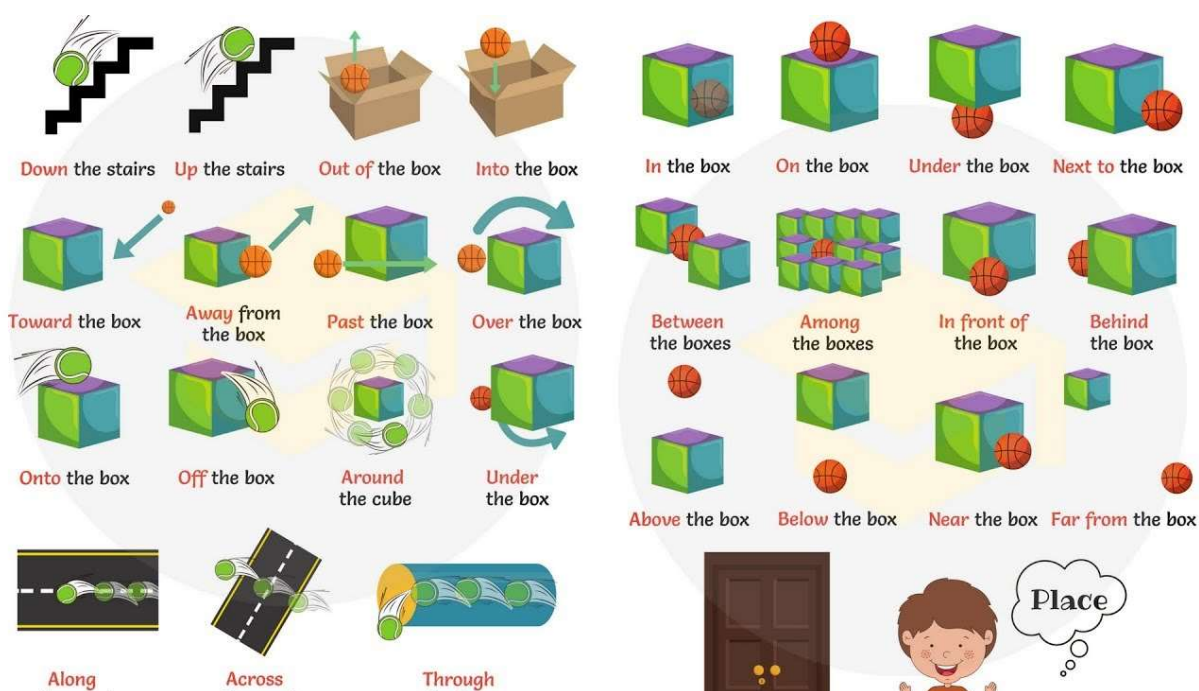 Down the stairs
Up the stairs
Out of the box
Into the box
Toward the box
Away from
the box
Past the box
Over the box
Onto the box
Off the box
Around
the cube
Under
the box
Along
Across
Through
In the box
On the box
Under the box
Next to the box
Between
the boxes
Among
the boxes
In front of
the box
Behind
the box
Above the box
Below the box
Near the box
Far from the box
Place